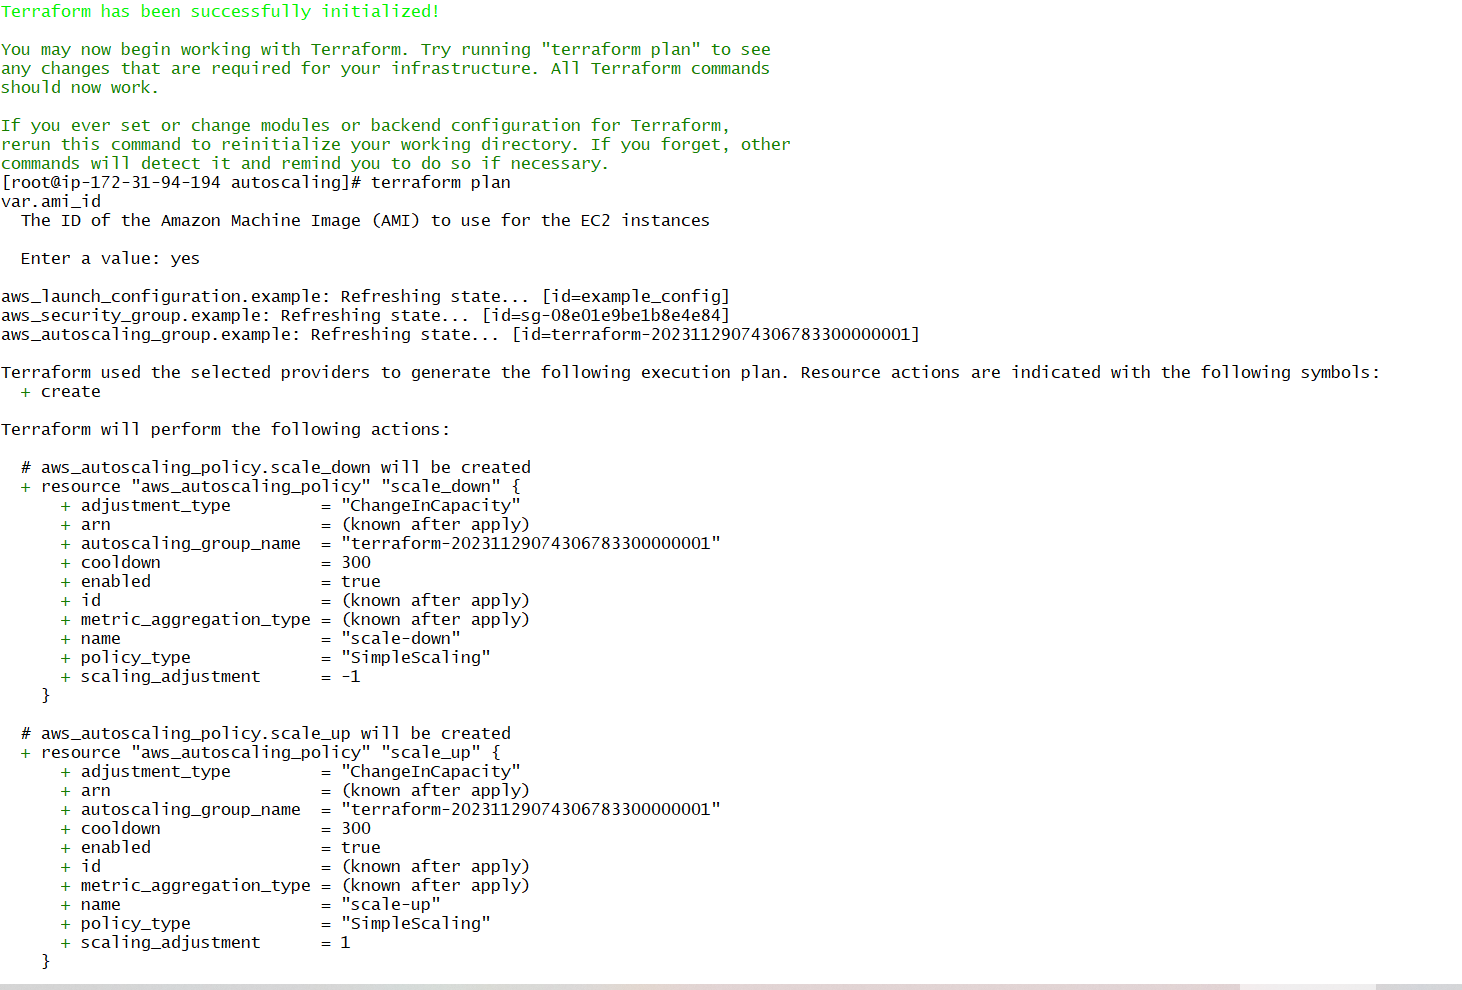 Terraform has been successfully initialized!
You may now begin working with Terraform. Try running "terraform plan" to see
any changes that are required for your infrastructure. All Terraform commands
should now work.
If you ever set or change modules or backend configuration for Terraform,
rerun this command to reinitialize your working directory. If you forget, other
commands will detect it and remind you to do so if necessary.
[root@ip-172-31-94-194 autoscaling]# terraform plan
var.ami_id
  The ID of the Amazon Machine Image (AMI) to use for the EC2 instances
  Enter a value: yes
aws_launch_configuration.example: Refreshing state... [id=example_config]
aws_security_group.example: Refreshing state... [id=sg-08e01e9be1b8e4e84]
aws_autoscaling_group.example: Refreshing state... [id=terraform-20231129074306783300000001]
Terraform used the selected providers to generate the following execution plan. Resource actions are indicated with the following symbols:
  + create
Terraform will perform the following actions:
  # aws_autoscaling_policy.scale_down will be created
  + resource "aws_autoscaling_policy" "scale_down" {
      + adjustment_type         = "ChangeInCapacity"
      + arn                     = (known after apply)
      + autoscaling_group_name  = "terraform-20231129074306783300000001"
      + cooldown                = 300
      + enabled                 = true
      + id                      = (known after apply)
      + metric_aggregation_type = (known after apply)
      + name                    = "scale-down"
      + policy_type             = "SimpleScaling"
      + scaling_adjustment      = -1
    }
  # aws_autoscaling_policy.scale_up will be created
  + resource "aws_autoscaling_policy" "scale_up" {
      + adjustment_type         = "ChangeInCapacity"
      + arn                     = (known after apply)
      + autoscaling_group_name  = "terraform-20231129074306783300000001"
      + cooldown                = 300
      + enabled                 = true
      + id                      = (known after apply)
      + metric_aggregation_type = (known after apply)
      + name                    = "scale-up"
      + policy_type             = "SimpleScaling"
      + scaling_adjustment      = 1
    }